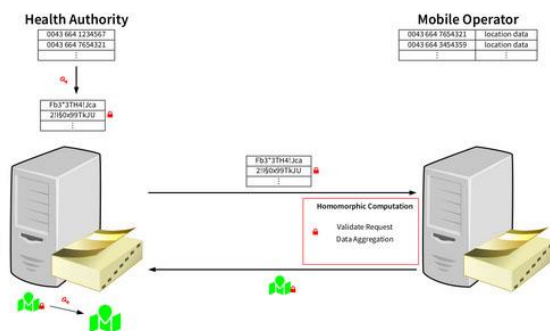 Health Authority
Mobile Operator
0043 664 1234567
0043 664 7654321
⋮
0043 664 7654321 location data
0043 664 3454359 location data
⋮ ⋮
Fb3*3TH4!Jca
2!!§0x99TkJU
⋮
Fb3*3TH4!Jca
2!!§0x99TkJU
⋮
Homomorphic Computation
Validate Request
Data Aggregation